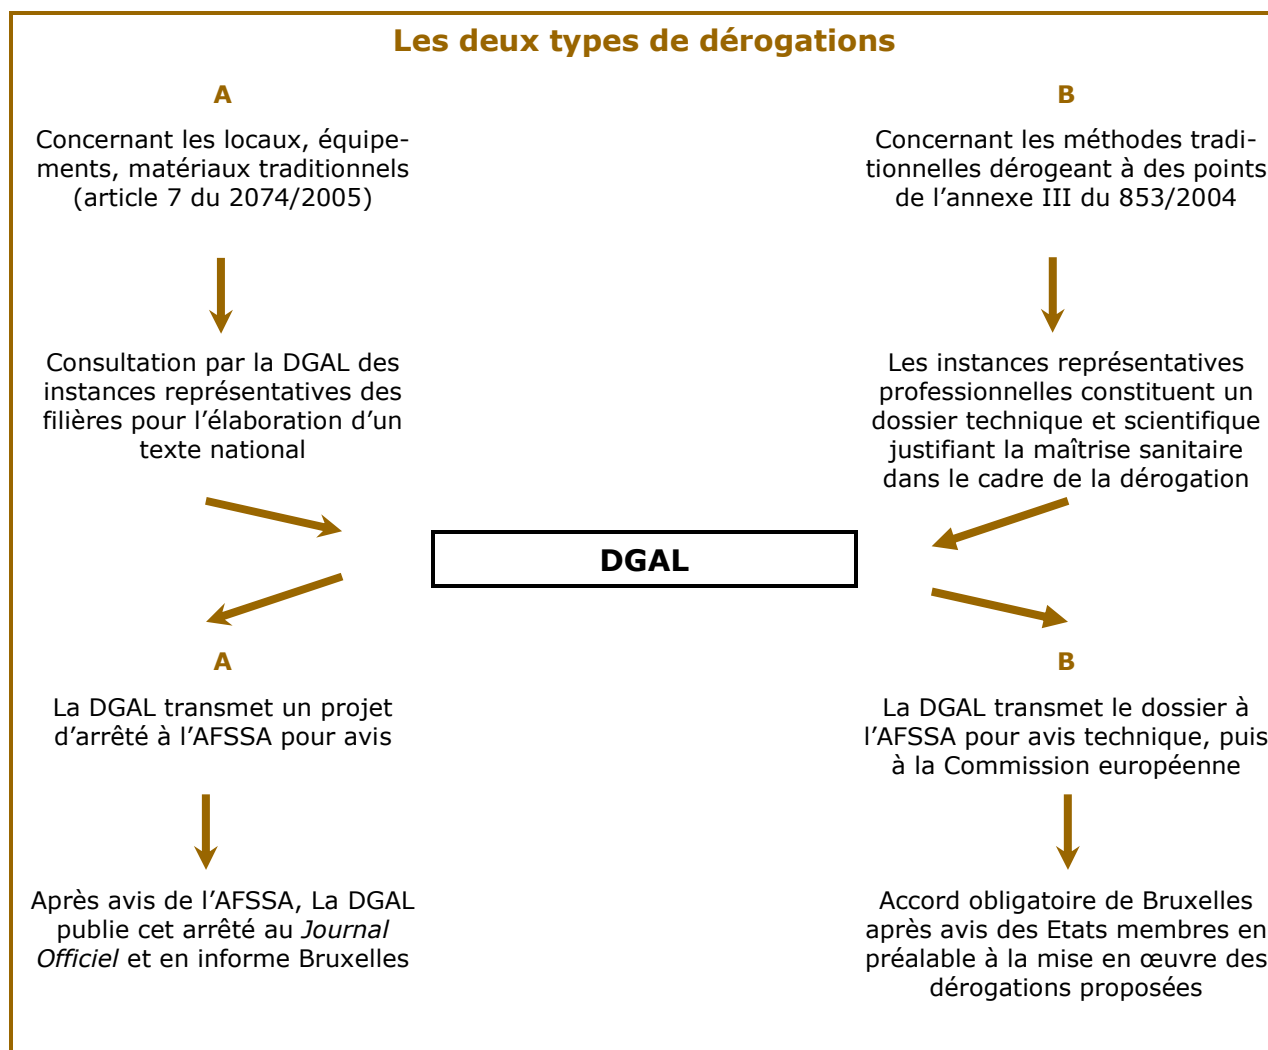 Les deux types de dérogations
A
Concernant les locaux, équipe-
ments, matériaux traditionnels
(article 7 du 2074/2005)
B
Concernant les méthodes tradi-
tionnelles dérogeant à des points
de l'annexe III du 853/2004
Consultation par la DGAL des
instances représentatives des
filières pour l'élaboration d'un
texte national
Les instances représentatives
professionnelles constituent un
dossier technique et scientifique
justifiant la maîtrise sanitaire
dans le cadre de la dérogation
DGAL
A
La DGAL transmet un projet
d'arrêté à l'AFSSA pour avis
B
La DGAL transmet le dossier à
l'AFSSA pour avis technique, puis
à la Commission européenne
Après avis de l'AFSSA, La DGAL
publie cet arrêté au Journal
Officiel et en informe Bruxelles
Accord obligatoire de Bruxelles
après avis des Etats membres en
préalable à la mise en œuvre des
dérogations proposées